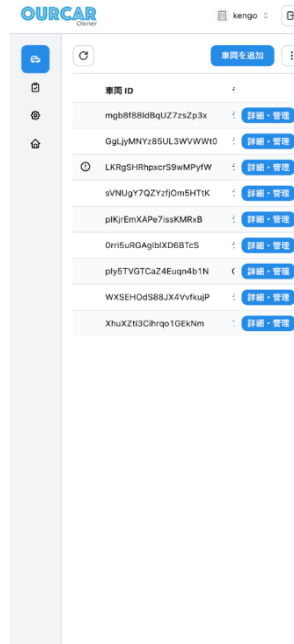 OURCAR
Owner
kengo
車両を追加
車両 ID
mgb8f88ldBqUZ7zsZp3x 詳細・管理
GgLjyMNYz85UL3WVWWt0 詳細・管理
LKRgSHRhpxcrS9wMPyfW 詳細・管理
sVNUgY7QZYzfjOm5HTtK 詳細・管理
plKjrEmXAPe7issKMRxB 詳細・管理
0rri5uRGAglblXD6BTcS 詳細・管理
ply5TVGTCaZ4Euqn4b1N 詳細・管理
WXSEHOdS88JX4VvfkujP 詳細・管理
XhuXZti3Cihrqo1GEkNm 詳細・管理